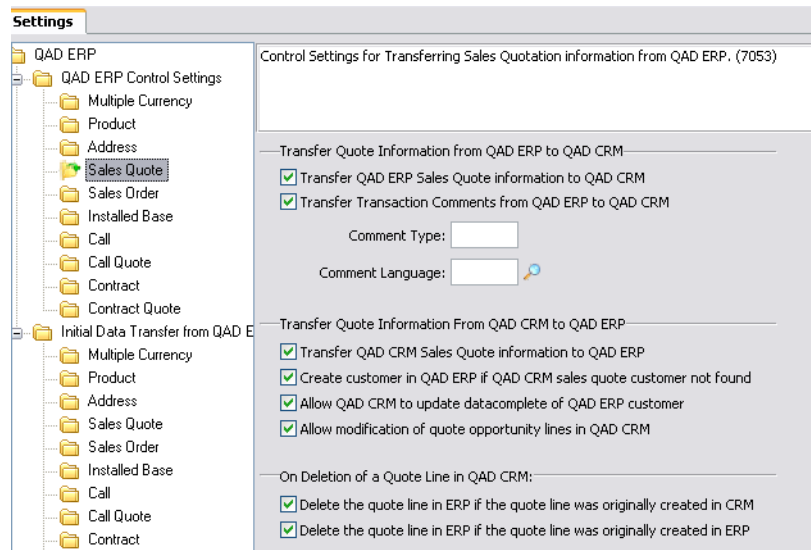 Settings
QAD ERP
QAD ERP Control Settings
Multiple Currency
Product
Address
Sales Quote
Sales Order
Installed Base
Call
Call Quote
Contract
Contract Quote
Initial Data Transfer from QAD E
Multiple Currency
Product
Address
Sales Quote
Sales Order
Installed Base
Call
Call Quote
Contract
Control Settings for Transferring Sales Quotation information from QAD ERP. (7053)
Transfer Quote Information from QAD ERP to QAD CRM
Transfer QAD ERP Sales Quote information to QAD CRM
Transfer Transaction Comments from QAD ERP to QAD CRM
Comment Type:
Comment Language:
Transfer Quote Information From QAD CRM to QAD ERP
Transfer QAD CRM Sales Quote information to QAD ERP
Create customer in QAD ERP if QAD CRM sales quote customer not found
Allow QAD CRM to update datacomplete of QAD ERP customer
Allow modification of quote opportunity lines in QAD CRM
On Deletion of a Quote Line in QAD CRM:
Delete the quote line in ERP if the quote line was originally created in CRM
Delete the quote line in ERP if the quote line was originally created in ERP